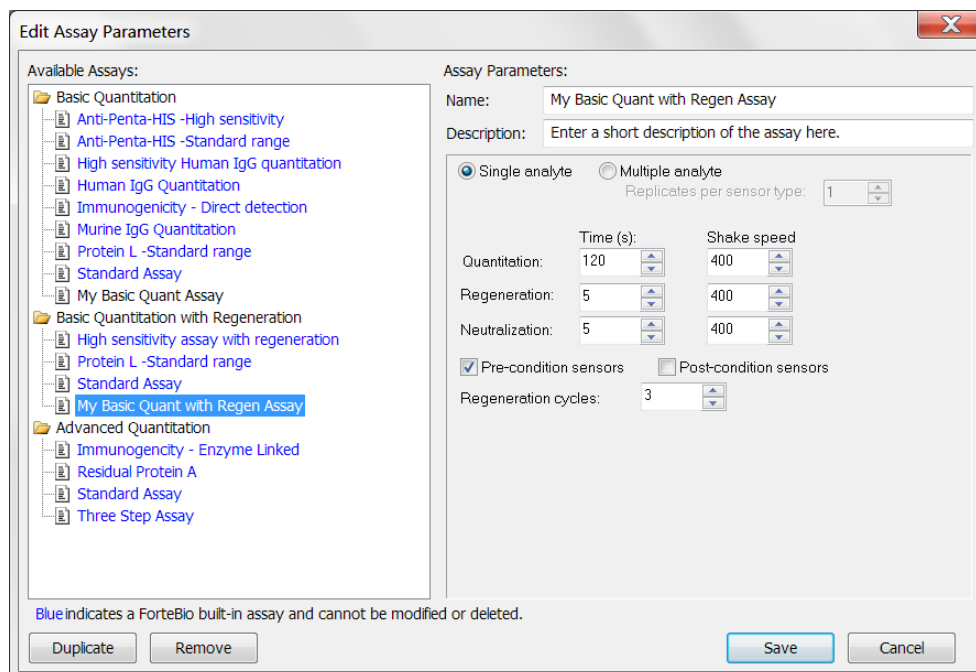 Edit Assay Parameters
Available Assays:
Basic Quantitation
Anti-Penta-HIS -High sensitivity
Anti-Penta-HIS -Standard range
High sensitivity Human IgG quantitation
Human IgG Quantitation
Immunogenicity - Direct detection
Murine IgG Quantitation
Protein L -Standard range
Standard Assay
My Basic Quant Assay
Basic Quantitation with Regeneration
High sensitivity assay with regeneration
Protein L -Standard range
Standard Assay
My Basic Quant with Regen Assay
Advanced Quantitation
Immunogencity - Enzyme Linked
Residual Protein A
Standard Assay
Three Step Assay
Assay Parameters:
Name: My Basic Quant with Regen Assay
Description: Enter a short description of the assay here.
Single analyte Multiple analyte
Replicates per sensor type: 1
Time (s): Shake speed
Quantitation: 120 400
Regeneration: 5 400
Neutralization: 5 400
Pre-condition sensors Post-condition sensors
Regeneration cycles: 3
Blue indicates a ForteBio built-in assay and cannot be modified or deleted.
Duplicate Remove Save Cancel